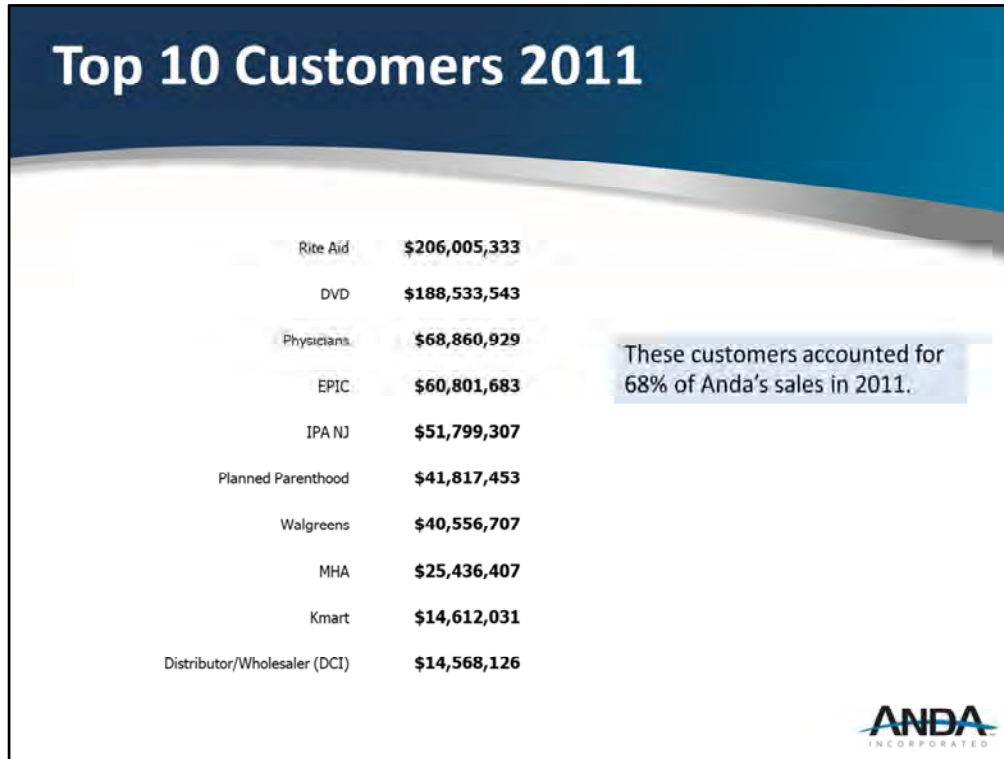 Top 10 Customers 2011
Rite Aid $206,005,333
DVD $188,533,543
Physicians $68,860,929
EPIC $60,801,683
IPA NJ $51,799,307
Planned Parenthood $41,817,453
Walgreens $40,556,707
MHA $25,436,407
Kmart $14,612,031
Distributor/Wholesaler (DCI) $14,568,126
These customers accounted for
68% of Anda’s sales in 2011.
ANDA
INCORPORATED